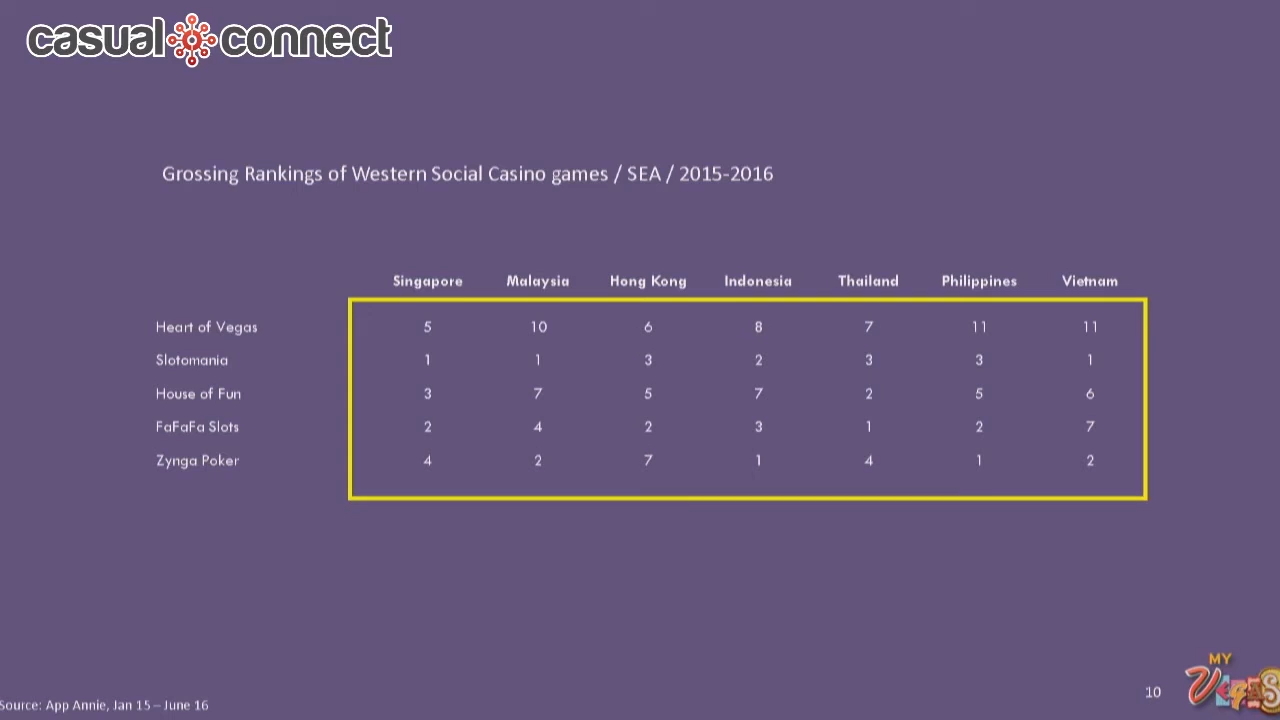 casual connect
Grossing Rankings of Western Social Casino games / SEA / 2015-2016
Singapore Malaysia Hong Kong Indonesia Thailand Philippines Vietnam
Heart of Vegas 5 10 6 8 7 11 11
Slotomania 1 1 3 2 3 3 1
House of Fun 3 7 5 7 2 5 6
FaFaFa Slots 2 4 2 3 1 2 7
Zynga Poker 4 2 7 1 4 1 2
MY
VEGAS
10
Source: App Annie, Jan 15 – June 16